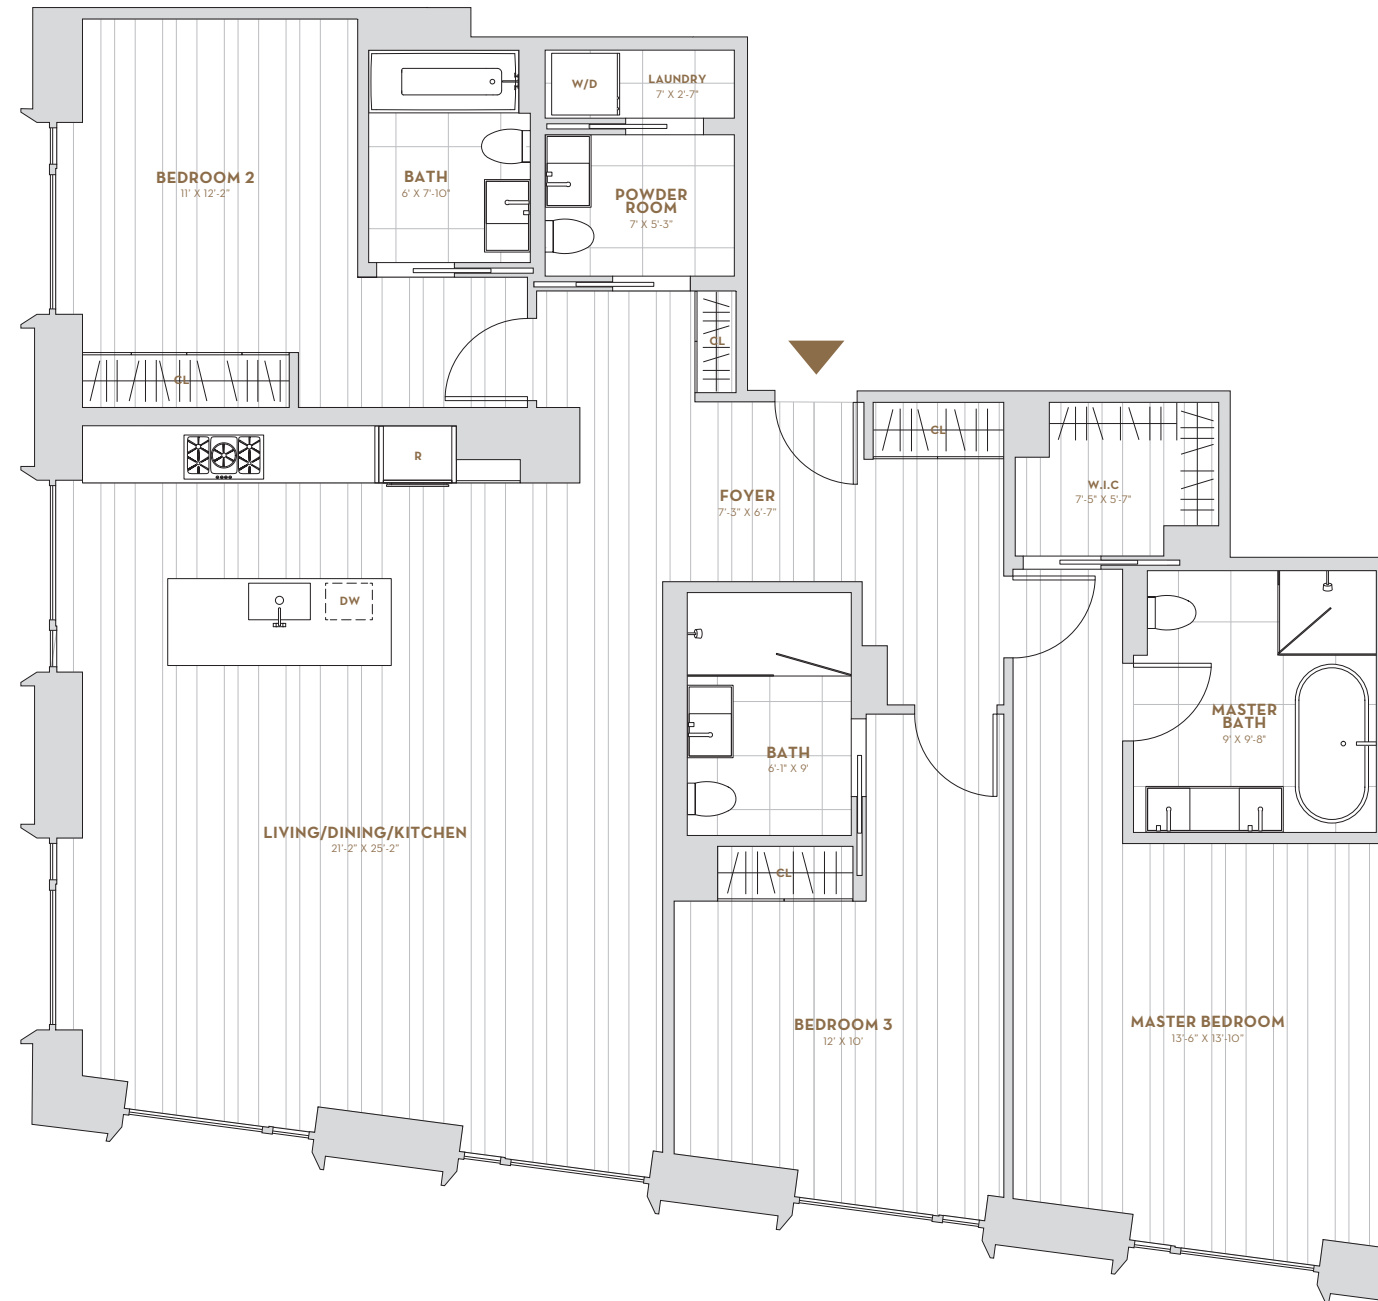 W/D
LAUNDRY
7' X 2'-7"
BEDROOM 2
11' X 12'-2"
BATH
6' X 7'-10"
POWDER
ROOM
7' X 5'-3"
CL
CL
CL
R
W.I.C
7'-5" X 5'-7"
FOYER
7'-3" X 6'-7"
DW
MASTER
BATH
9' X 9'-8"
BATH
6'-1" X 9'
LIVING/DINING/KITCHEN
21'-2" X 25'-2"
CL
BEDROOM 3
12' X 10'
MASTER BEDROOM
13'-6" X 13'-10"